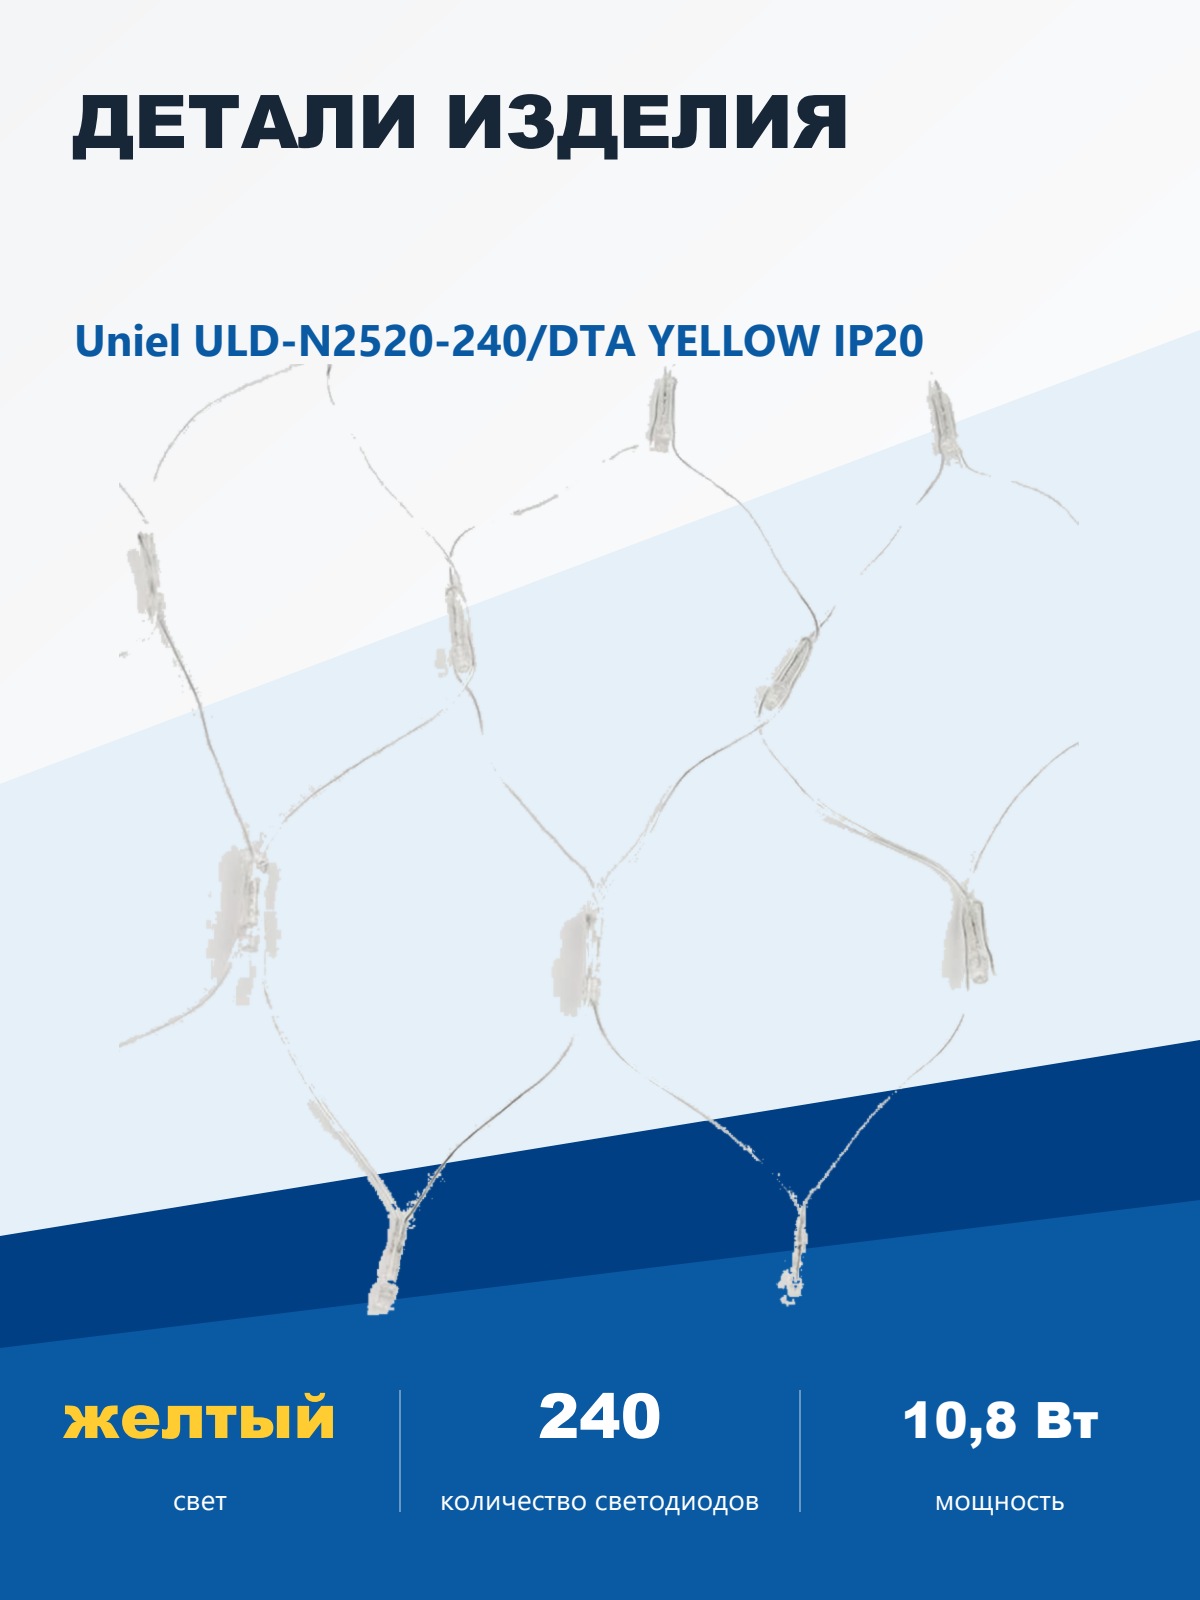 ДЕТАЛИ ИЗДЕЛИЯ
Uniel ULD-N2520-240/DTA YELLOW IP20
желтый
240
10,8 Вт
свет
количество светодиодов
мощность